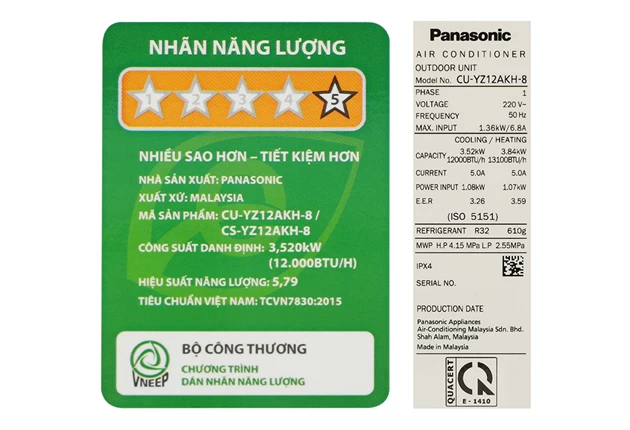 NHÃN NĂNG LƯỢNG
1 2 3 4 5
NHIỀU SAO HƠN – TIẾT KIỆM HƠN
NHÀ SẢN XUẤT: PANASONIC
XUẤT XỨ: MALAYSIA
MÃ SẢN PHẨM: CU-YZ12AKH-8 /
CS-YZ12AKH-8
CÔNG SUẤT DANH ĐỊNH: 3,520kW
(12.000BTU/H)
HIỆU SUẤT NĂNG LƯỢNG: 5,79
TIÊU CHUẨN VIỆT NAM: TCVN7830:2015
VNEEP
BỘ CÔNG THƯƠNG
CHƯƠNG TRÌNH
DÁN NHÃN NĂNG LƯỢNG
Panasonic
AIR CONDITIONER
OUTDOOR UNIT
Model No. CU-YZ12AKH-8
PHASE 1
VOLTAGE 220 V~
FREQUENCY 50 Hz
MAX. INPUT 1.36kW/6.8A
COOLING / HEATING
CAPACITY 3.52kW 3.84kW
12000BTU/h 13100BTU/h
CURRENT 5.0A 5.0A
POWER INPUT 1.08kW 1.07kW
E.E.R 3.26 3.59
(ISO 5151)
REFRIGERANT R32 610g
MWP H.P 4.15 MPa L.P 2.55MPa
IPX4
SERIAL NO.
PRODUCTION DATE
Panasonic Appliances
Air-Conditioning Malaysia Sdn. Bhd.
Shah Alam, Malaysia
Made in Malaysia
QUACERT
E - 1410